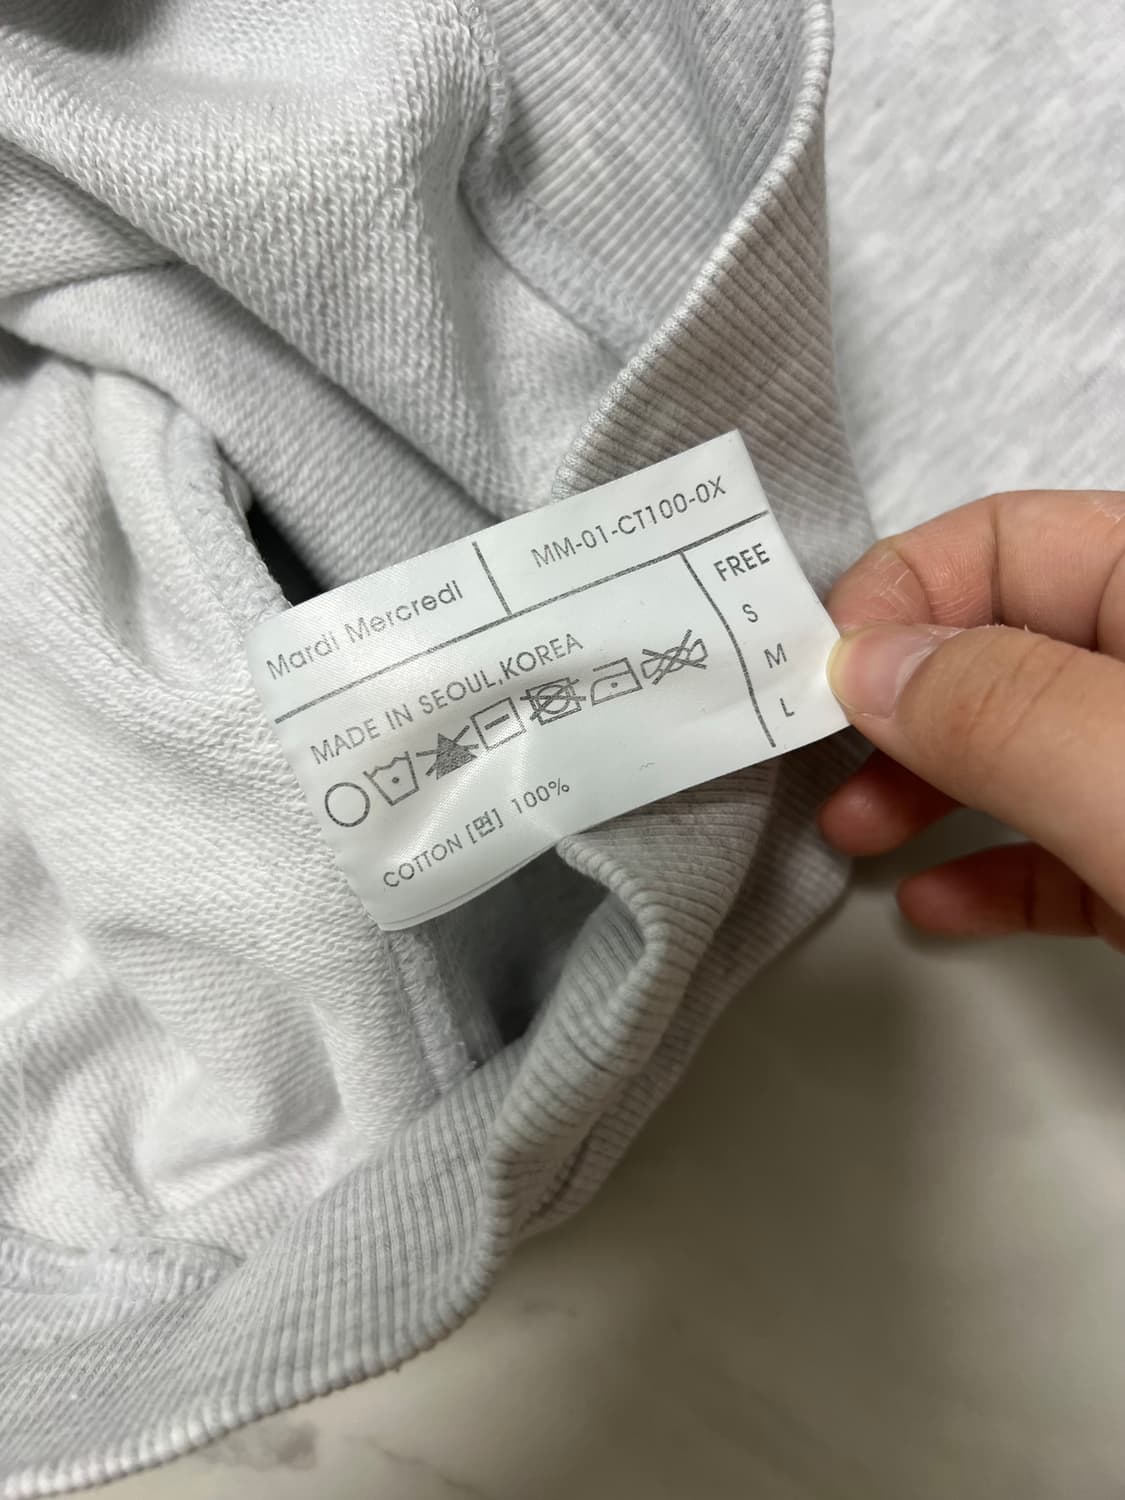 Mardi Mercredi
MM-01-CT100-0X
MADE IN SEOUL,KOREA
COTTON [면] 100%
FREE
S
M
L